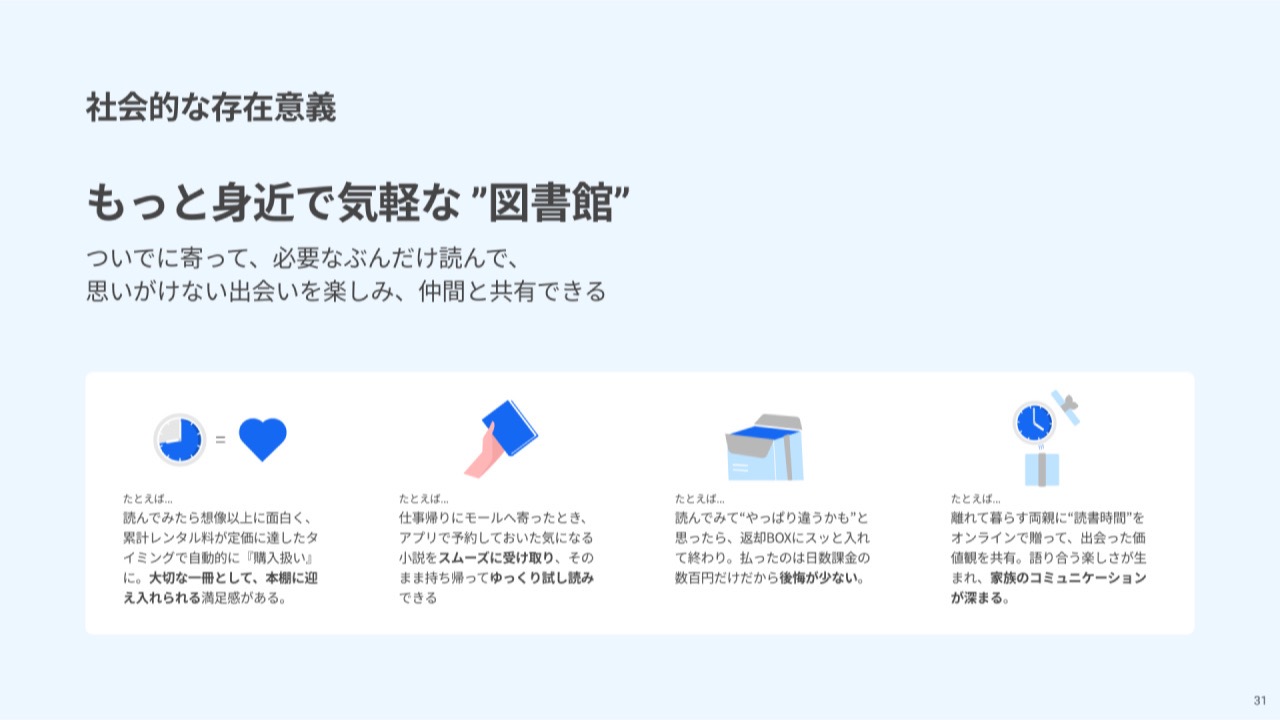 社会的な存在意義
もっと身近で気軽な ”図書館”
ついでに寄って、必要なぶんだけ読んで、
思いがけない出会いを楽しみ、仲間と共有できる
=
たとえば...
読んでみたら想像以上に面白く、
累計レンタル料が定価に達したタ
イミングで自動的に『購入扱い』
に。大切な一冊として、本棚に迎
え入れられる満足感がある。
たとえば...
仕事帰りにモールへ寄ったとき、
アプリで予約しておいた気になる
小説をスムーズに受け取り、その
まま持ち帰ってゆっくり試し読み
できる
たとえば...
読んでみて“やっぱり違うかも”と
思ったら、返却BOXにスッと入れ
て終わり。払ったのは日数課金の
数百円だけだから後悔が少ない。
たとえば...
離れて暮らす両親に“読書時間”を
オンラインで贈って、出会った価
値観を共有。語り合う楽しさが生
まれ、家族のコミュニケーション
が深まる。
31